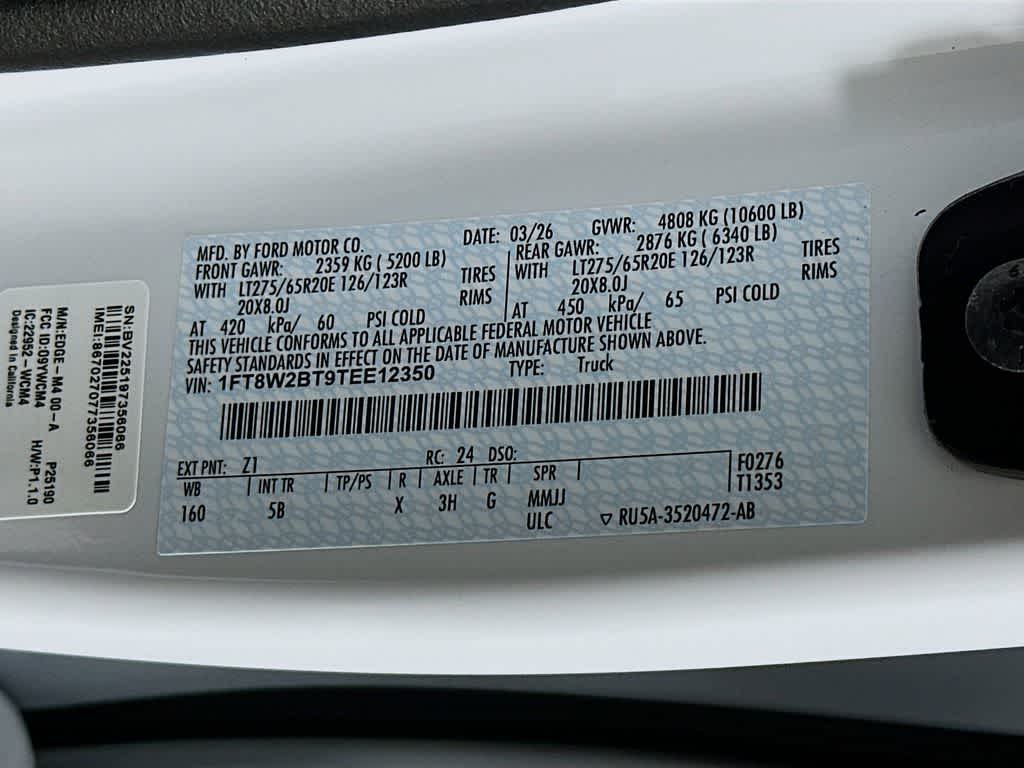 MFD. BY FORD MOTOR CO.
DATE: 03/26
GVWR: 4808 KG (10600 LB)
FRONT GAWR: 2359 KG ( 5200 LB)
REAR GAWR: 2876 KG ( 6340 LB)
WITH LT275/65R20E 126/123R TIRES
WITH LT275/65R20E 126/123R TIRES
20X8.0J RIMS
20X8.0J RIMS
AT 420 kPa/ 60 PSI COLD
AT 450 kPa/ 65 PSI COLD
THIS VEHICLE CONFORMS TO ALL APPLICABLE FEDERAL MOTOR VEHICLE
SAFETY STANDARDS IN EFFECT ON THE DATE OF MANUFACTURE SHOWN ABOVE.
VIN: 1FT8W2BT9TEE12350
TYPE: Truck
EXT PNT: Z1 RC: 24 DSO:
WB INT TR TP/PS R AXLE TR SPR
160 5B X 3H G MMJJ
ULC
F0276
T1353
▽ RU5A-3520472-AB
SN:BV225197356066
IMEI:867027077356066
M/N:EDGE-M4 00-A P25190
FCC ID:O9YYWCM4 H/W:P1.1.0
IC:22952-WCM4
Designed in California